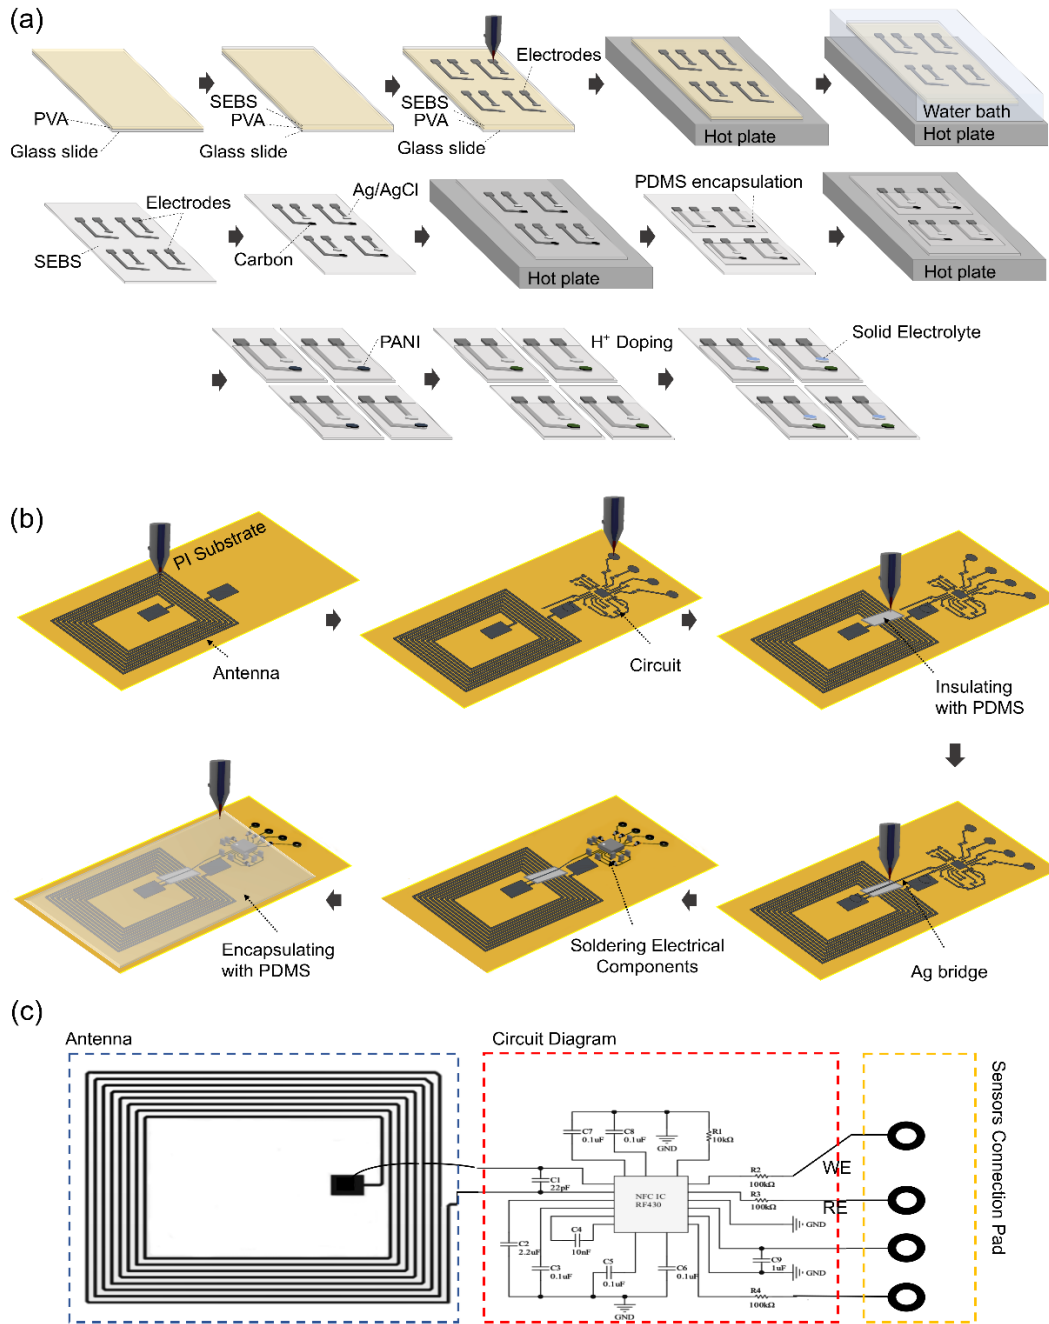 (a)
PVA
Glass slide
SEBS
PVA
Glass slide
SEBS
PVA
Glass slide
Electrodes
Hot plate
Water bath
Hot plate
SEBS
Electrodes
Carbon
Ag/AgCl
Hot plate
PDMS encapsulation
Hot plate
PANI
H⁺ Doping
Solid Electrolyte
(b)
PI Substrate
Antenna
Circuit
Insulating
with PDMS
Encapsulating
with PDMS
Soldering Electrical
Components
Ag bridge
(c)
Antenna
Circuit Diagram
Sensors Connection Pad
C7
0.1uF
C8
0.1uF
GND
R1
10kΩ
C1
22pF
NFC IC
RF430
R2
100kΩ
WE
R3
100kΩ
RE
GND
C2
2.2uF
C4
10nF
C3
0.1uF
C5
0.1uF
C6
0.1uF
C9
1uF
GND
R4
100kΩ
GND